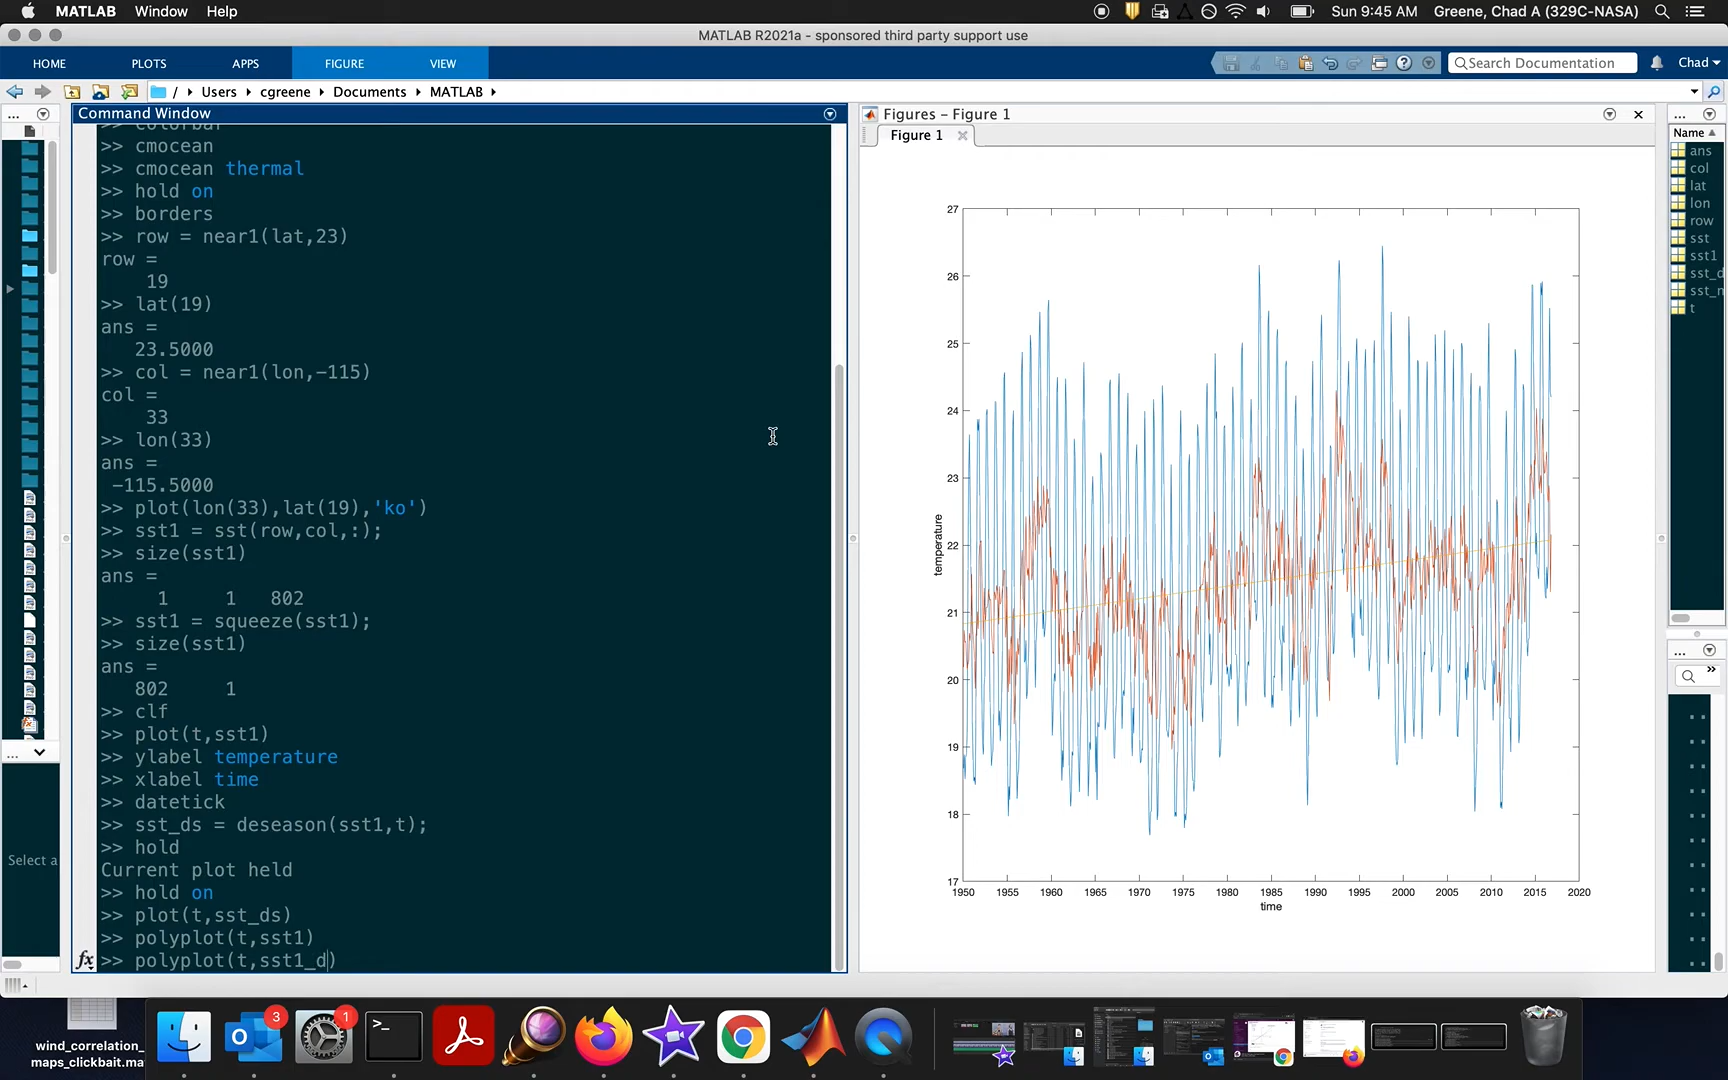 MATLAB Window Help
Sun 9:45 AM Greene, Chad A (329C-NASA)
MATLAB R2021a - sponsored third party support use
HOME PLOTS APPS FIGURE VIEW
Search Documentation Chad
/ Users cgreene Documents MATLAB
...
Command Window
>> colorbar
>> cmocean
>> cmocean thermal
>> hold on
>> borders
>> row = near1(lat,23)
row =
19
>> lat(19)
ans =
23.5000
>> col = near1(lon,-115)
col =
33
>> lon(33)
ans =
-115.5000
>> plot(lon(33),lat(19),'ko')
>> sst1 = sst(row,col,:);
>> size(sst1)
ans =
1 1 802
>> sst1 = squeeze(sst1);
>> size(sst1)
ans =
802 1
>> clf
>> plot(t,sst1)
>> ylabel temperature
>> xlabel time
>> datetick
>> sst_ds = deseason(sst1,t);
>> hold
Current plot held
>> hold on
>> plot(t,sst_ds)
>> polyplot(t,sst1)
fx >> polyplot(t,sst1_d)
...
Select a
Figures - Figure 1
Figure 1
27
26
25
24
23
22
21
20
19
18
17
temperature
1950 1955 1960 1965 1970 1975 1980 1985 1990 1995 2000 2005 2010 2015 2020
time
...
Name
ans
col
lat
lon
row
sst
sst1
sst_d
sst_n
t
...
3
1
>_
wind_correlation_
maps_clickbait.ma